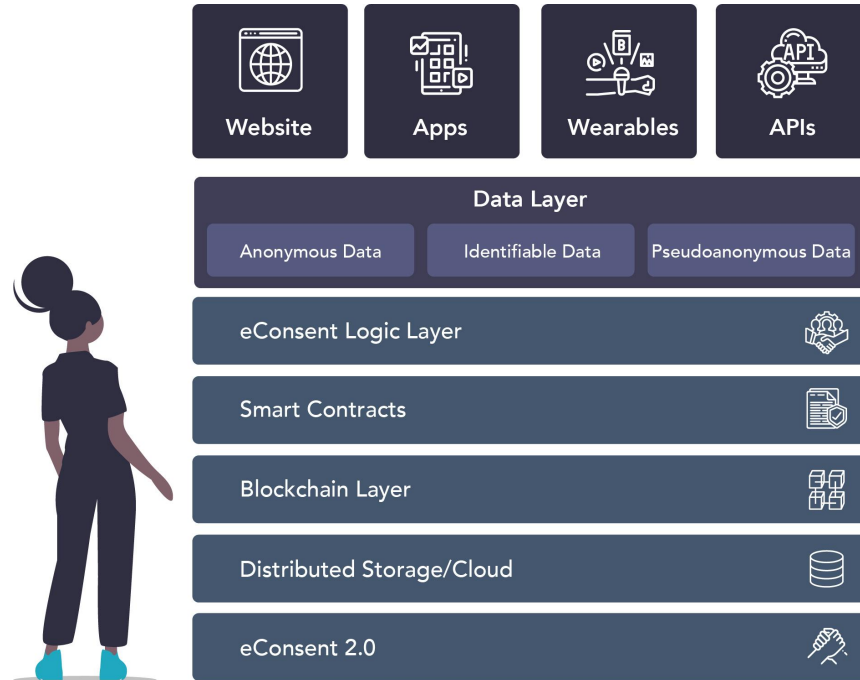 B
API
Website
Apps
Wearables
APIs
Data Layer
Anonymous Data
Identifiable Data
Pseudoanonymous Data
eConsent Logic Layer
Smart Contracts
Blockchain Layer
Distributed Storage/Cloud
eConsent 2.0